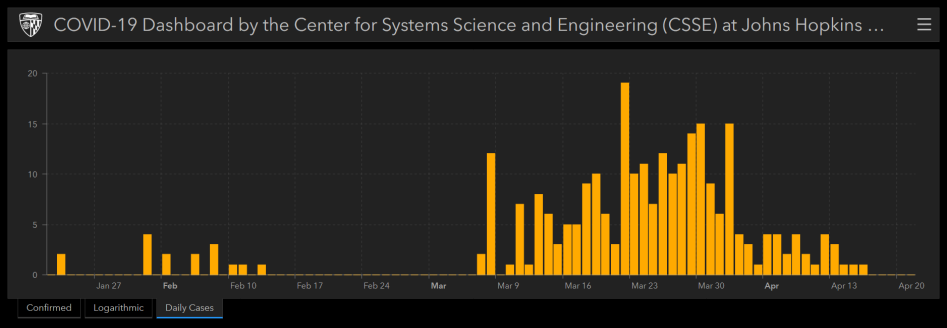 COVID-19 Dashboard by the Center for Systems Science and Engineering (CSSE) at Johns Hopkins ...
20
15
10
5
0
Jan 27 Feb Feb 10 Feb 17 Feb 24 Mar Mar 9 Mar 16 Mar 23 Mar 30 Apr Apr 13 Apr 20
Confirmed Logarithmic Daily Cases